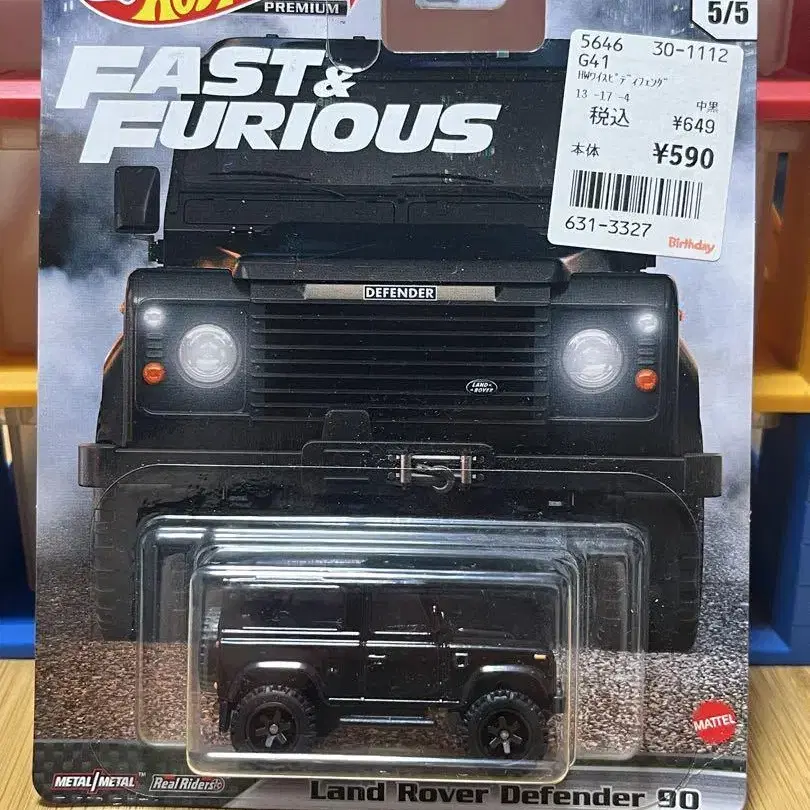 PREMIUM
5/5
FAST &
FURIOUS
5646 30-1112
G41
HWワイスピディフェンダ
13 -17 -4
中黒
税込 ¥649
本体 ¥590
631-3327
Birthday
DEFENDER
LAND
ROVER
MATTEL
METAL/METAL™ Real Riders
Land Rover Defender 90